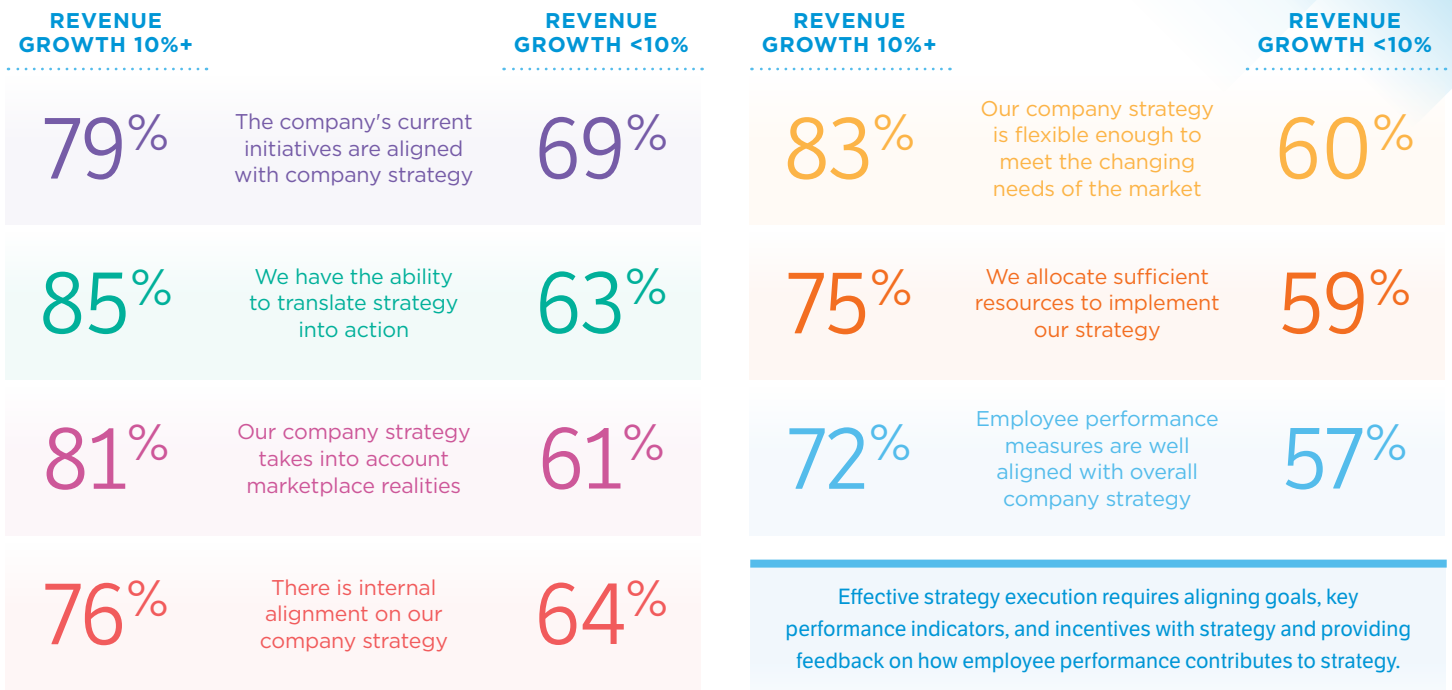 REVENUE
GROWTH 10%+
REVENUE
GROWTH <10%
79%
The company's current
initiatives are aligned
with company strategy
69%
85%
We have the ability
to translate strategy
into action
63%
81%
Our company strategy
takes into account
marketplace realities
61%
76%
There is internal
alignment on our
company strategy
64%
REVENUE
GROWTH 10%+
REVENUE
GROWTH <10%
83%
Our company strategy
is flexible enough to
meet the changing
needs of the market
60%
75%
We allocate sufficient
resources to implement
our strategy
59%
72%
Employee performance
measures are well
aligned with overall
company strategy
57%
Effective strategy execution requires aligning goals, key
performance indicators, and incentives with strategy and providing
feedback on how employee performance contributes to strategy.